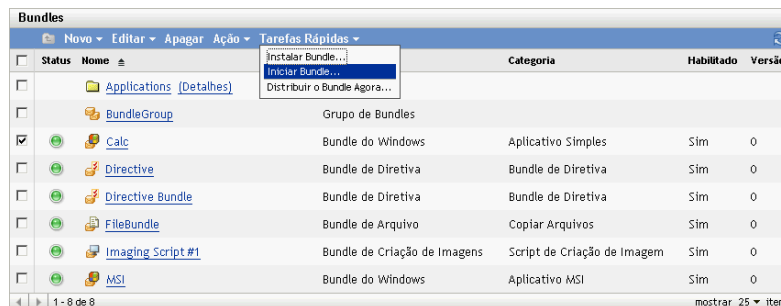 Bundles
Novo Editar Apagar Ação Tarefas Rápidas
Instalar Bundle...
Iniciar Bundle...
Distribuir o Bundle Agora...
Status Nome Categoria Habilitado Versã
Applications (Detalhes)
BundleGroup Grupo de Bundles
Calc Bundle do Windows Aplicativo Simples Sim 0
Directive Bundle de Diretiva Bundle de Diretiva Sim 0
Directive Bundle Bundle de Diretiva Bundle de Diretiva Sim 0
FileBundle Bundle de Arquivo Copiar Arquivos Sim 0
Imaging Script #1 Bundle de Criação de Imagens Script de Criação de Imagem Sim 0
MSI Bundle do Windows Aplicativo MSI Sim 0
1 - 8 de 8 mostrar 25 iter